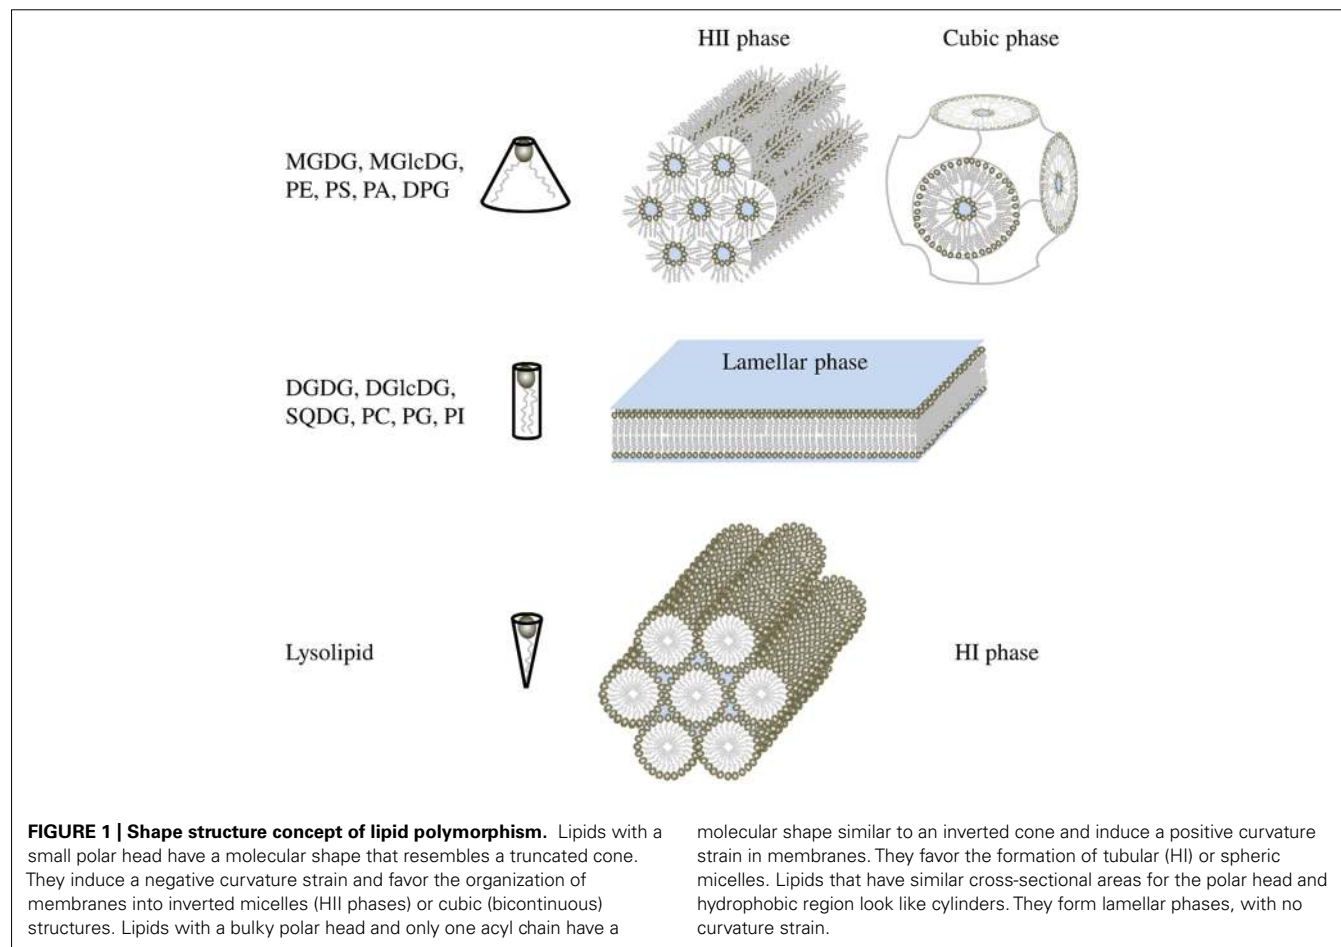 HII phase
Cubic phase
MGDG, MGlcDG,
PE, PS, PA, DPG
Lamellar phase
DGDG, DGlcDG,
SQDG, PC, PG, PI
Lysolipid
HI phase
FIGURE 1 | Shape structure concept of lipid polymorphism. Lipids with a
small polar head have a molecular shape that resembles a truncated cone.
They induce a negative curvature strain and favor the organization of
membranes into inverted micelles (HII phases) or cubic (bicontinuous)
structures. Lipids with a bulky polar head and only one acyl chain have a
molecular shape similar to an inverted cone and induce a positive curvature
strain in membranes. They favor the formation of tubular (HI) or spheric
micelles. Lipids that have similar cross-sectional areas for the polar head and
hydrophobic region look like cylinders. They form lamellar phases, with no
curvature strain.